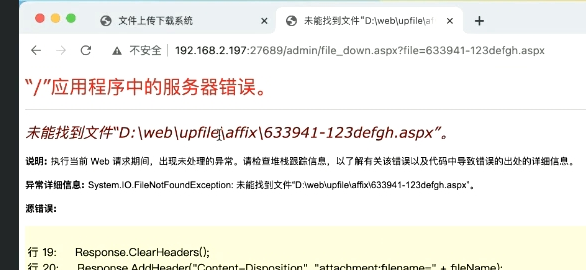 文件上传下载系统
未能找到文件"D:\web\upfile\aff
不安全
192.168.2.197:27689/admin/file_down.aspx?file=633941-123defgh.aspx
“/”应用程序中的服务器错误。
未能找到文件“D:\web\upfile\affix\633941-123defgh.aspx”。
说明: 执行当前 Web 请求期间，出现未处理的异常。请检查堆栈跟踪信息，以了解有关该错误以及代码中导致错误的出处的详细信息。
异常详细信息: System.IO.FileNotFoundException: 未能找到文件“D:\web\upfile\affix\633941-123defgh.aspx”。
源错误:
行 19: Response.ClearHeaders();
行 20: Response.AddHeader("Content-Disposition", "attachment;filename=" + fileName);